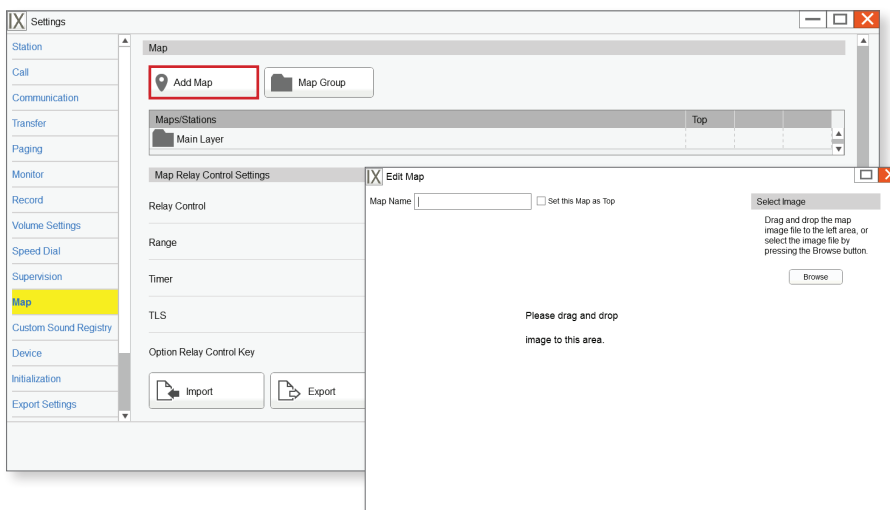 IX Settings
Station
Call
Communication
Transfer
Paging
Monitor
Record
Volume Settings
Speed Dial
Supervision
Map
Custom Sound Registry
Device
Initialization
Export Settings
Map
Add Map
Map Group
Maps/Stations Top
Main Layer
Map Relay Control Settings
Relay Control
Range
Timer
TLS
Option Relay Control Key
Import
Export
IX Edit Map
Map Name
Set this Map as Top
Select Image
Drag and drop the map
image file to the left area, or
select the image file by
pressing the Browse button.
Browse
Please drag and drop
image to this area.